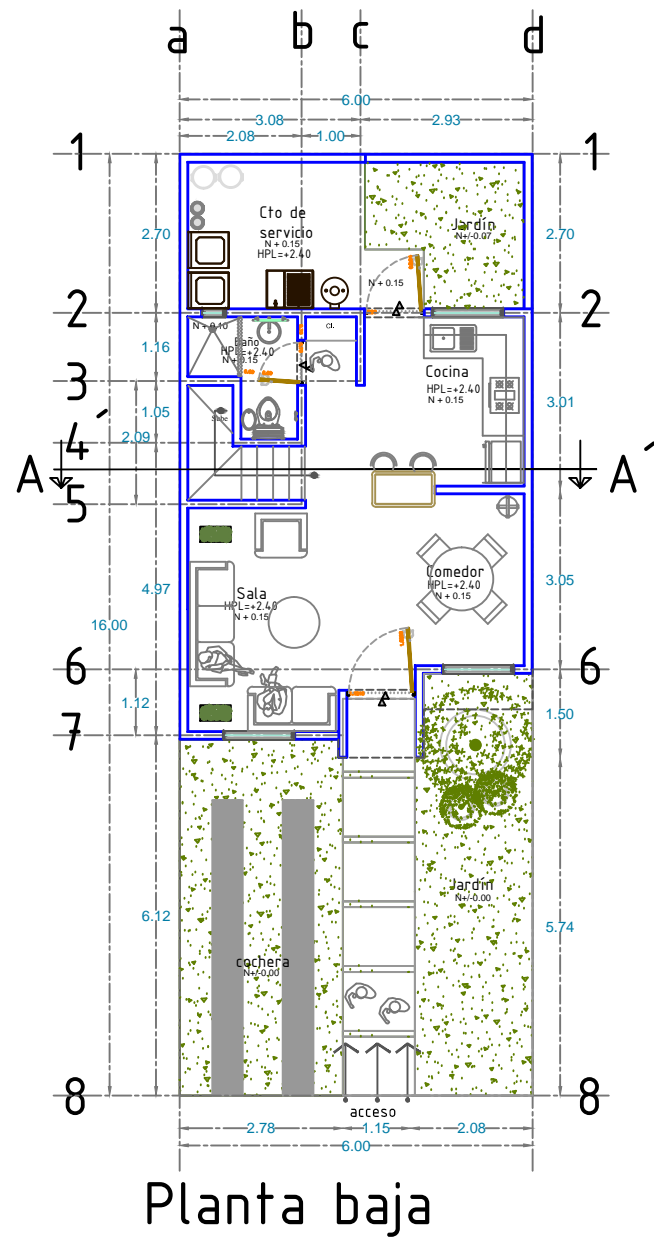 a b c d
6.00
3.08 2.93
2.08 1.00
1 1
2.70 2.70
Cto de
servicio
N + 0.15
HPL=+2.40
Jardín
N+/-0.07
N + 0.15
2 2
N + 0.10
cl.
1.16
Baño
HPL=+2.40
N + 0.15
Cocina
HPL=+2.40
N + 0.15
3
3.01
1.05
Sube
2.09
4´
A A´
5
4.97
Sala
HPL=+2.40
N + 0.15
Comedor
HPL=+2.40
N + 0.15
3.05
16.00
6 6
1.12 1.50
7
Jardín
N+/-0.00
6.12 5.74
cochera
N+/-0.00
8 8
acceso
2.78 1.15 2.08
6.00
Planta baja